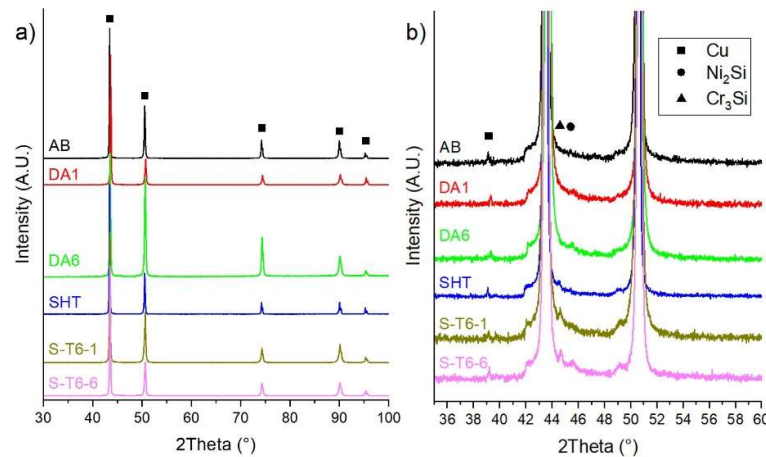 a)
AB
DA1
DA6
SHT
S-T6-1
S-T6-6
Intensity (A.U.)
30 40 50 60 70 80 90 100
2Theta (°)
b)
Cu
Ni₂Si
Cr₃Si
AB
DA1
DA6
SHT
S-T6-1
S-T6-6
Intensity (A.U.)
36 38 40 42 44 46 48 50 52 54 56 58 60
2Theta (°)